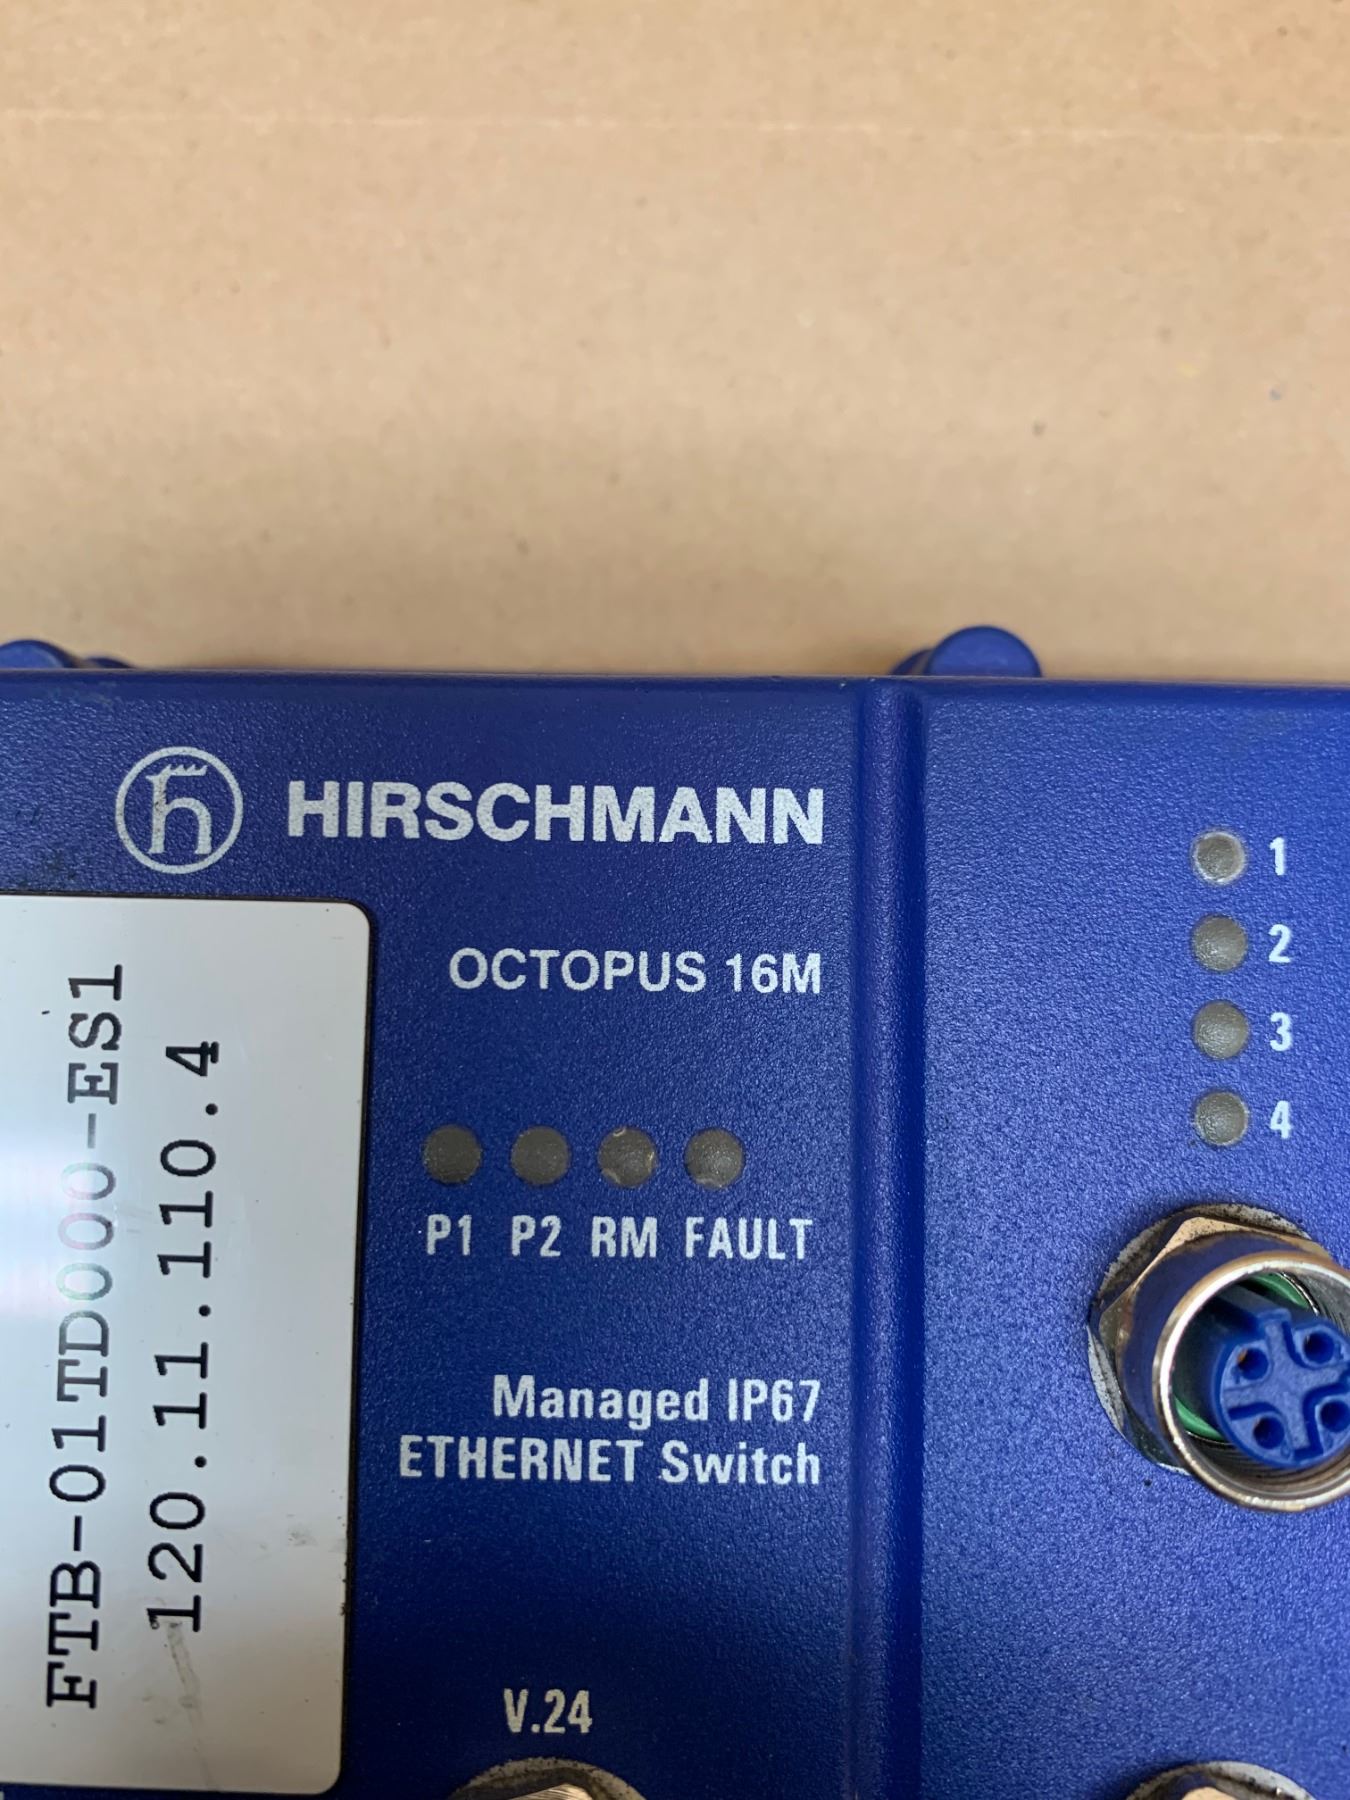 HIRSCHMANN
OCTOPUS 16M
P1 P2 RM FAULT
Managed IP67
ETHERNET Switch
V.24
1
2
3
4
FTB-01TD000-ES1
120.11.110.4